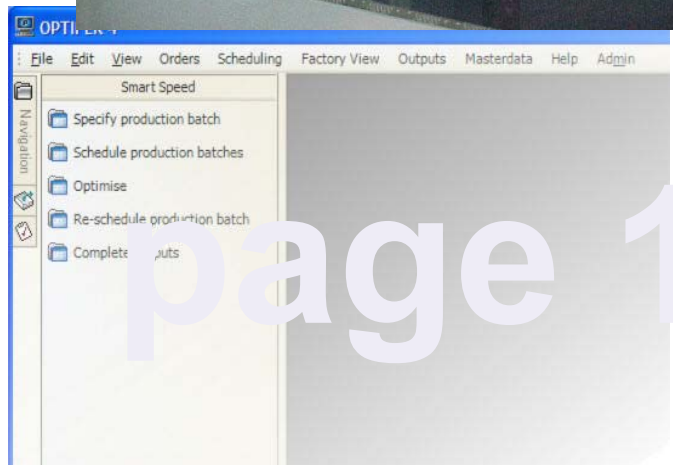 File Edit View Orders Scheduling Factory View Outputs Masterdata Help Admin
Smart Speed
Navigation
Specify production batch
Schedule production batches
Optimise
Re-schedule production batch
Complete
page 1